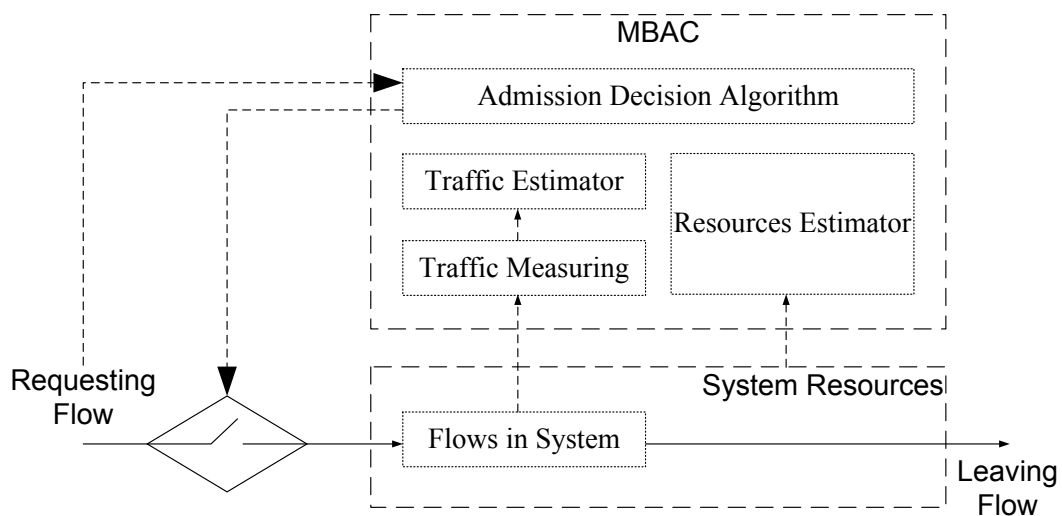 MBAC
Admission Decision Algorithm
Traffic Estimator
Resources Estimator
Traffic Measuring
Requesting
Flow
System Resources
Flows in System
Leaving
Flow